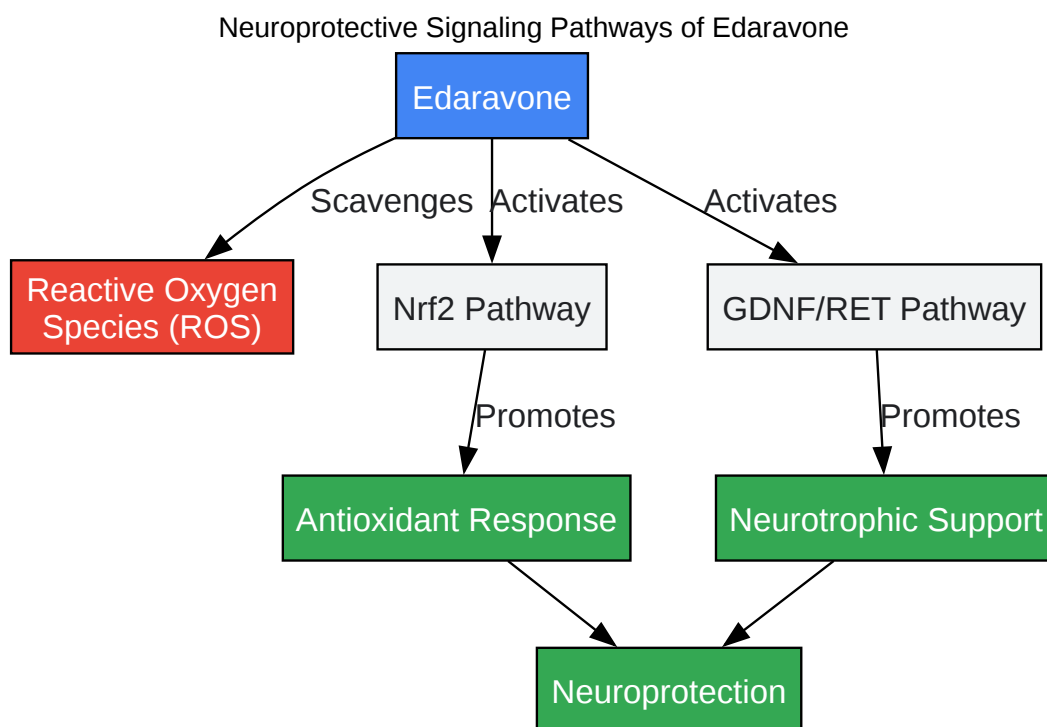 Neuroprotective Signaling Pathways of Edaravone
Edaravone
Scavenges
Activates
Activates
Reactive Oxygen
Species (ROS)
Nrf2 Pathway
GDNF/RET Pathway
Promotes
Promotes
Antioxidant Response
Neurotrophic Support
Neuroprotection